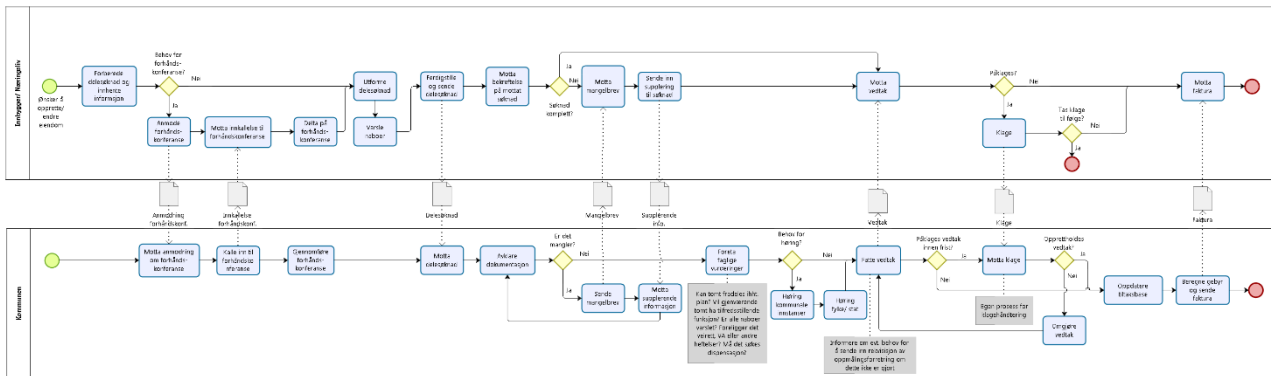 Innbygger/ Næringsliv
Ønsker å
opprette/
endre
eiendom
Forberede
delesøknad og
innhente
informasjon
Behov for
forhånds-
konferanse?
Nei
Ja
Anmode
forhånds-
konferanse
Motta innkallelse til
forhåndskonferanse
Delta på
forhånds-
konferanse
Utforme
delesøknad
Varsle
naboer
Ferdigstille
og sende
delesøknad
Motta
bekreftelse
på mottatt
søknad
Ja
Nei
Søknad
komplett?
Motta
mangelbrev
Sende inn
supplering
til søknad
Motta
vedtak
Påklages?
Nei
Ja
Klage
Tas klage
til følge?
Nei
Ja
Motta
faktura
Anmodning
forhåndskonf.
Innkallelse
forhåndskonf.
Delesøknad
Mangelbrev
Supplerende
info.
Vedtak
Klage
Faktura
Kommunen
Motta anmodning
om forhånds-
konferanse
Kalle inn til
forhåndsko
nferanse
Gjennomføre
forhånds-
konferanse
Motta
delesøknad
Avklare
dokumentasjon
Er det
mangler?
Nei
Ja
Sende
mangelbrev
Motta
supplerende
informasjon
Foreta
faglige
vurderinger
Kan tomt fradeles ihht.
plan? Vil gjenværende
tomt ha tilfredsstillende
funksjon? Er alle naboer
varslet? Foreligger det
veirett, VA eller andre
heftelser? Må det søkes
dispensasjon?
Behov for
høring?
Nei
Ja
Høring
kommunale
instanser
Høring
fylke/ stat
Fatte vedtak
Informere om evt. behov for
å sende inn rekvisisjon av
oppmålingsforretning om
dette ikke er gjort
Påklages vedtak
innen frist?
Ja
Nei
Motta klage
Egen prosess for
klagehåndtering
Opprettholdes
vedtak?
Ja
Nei
Omgjøre
vedtak
Oppdatere
tiltaksbase
Beregne gebyr
og sende
faktura